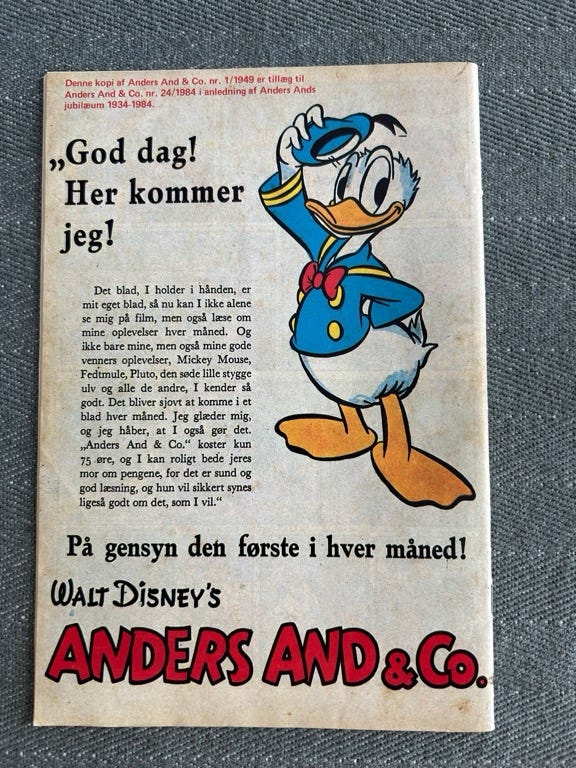 Denne kopi af Anders And & Co. nr. 1/1949 er tillæg til
Anders And & Co. nr. 24/1984 i anledning af Anders Ands
jubilæum 1934-1984.
„God dag!
Her kommer
jeg!
Det blad, I holder i hånden, er
mit eget blad, så nu kan I ikke alene
se mig på film, men også læse om
mine oplevelser hver måned. Og
ikke bare mine, men også mine gode
venners oplevelser, Mickey Mouse,
Fedtmule, Pluto, den søde lille stygge
ulv og alle de andre, I kender så
godt. Det bliver sjovt at komme i et
blad hver måned. Jeg glæder mig,
og jeg håber, at I også gør det.
„Anders And & Co.“ koster kun
75 øre, og I kan roligt bede jeres
mor om pengene, for det er sund og
god læsning, og hun vil sikkert synes
ligeså godt om det, som I vil.“
På gensyn den første i hver måned!
WALT DISNEY'S
ANDERS AND & CO.